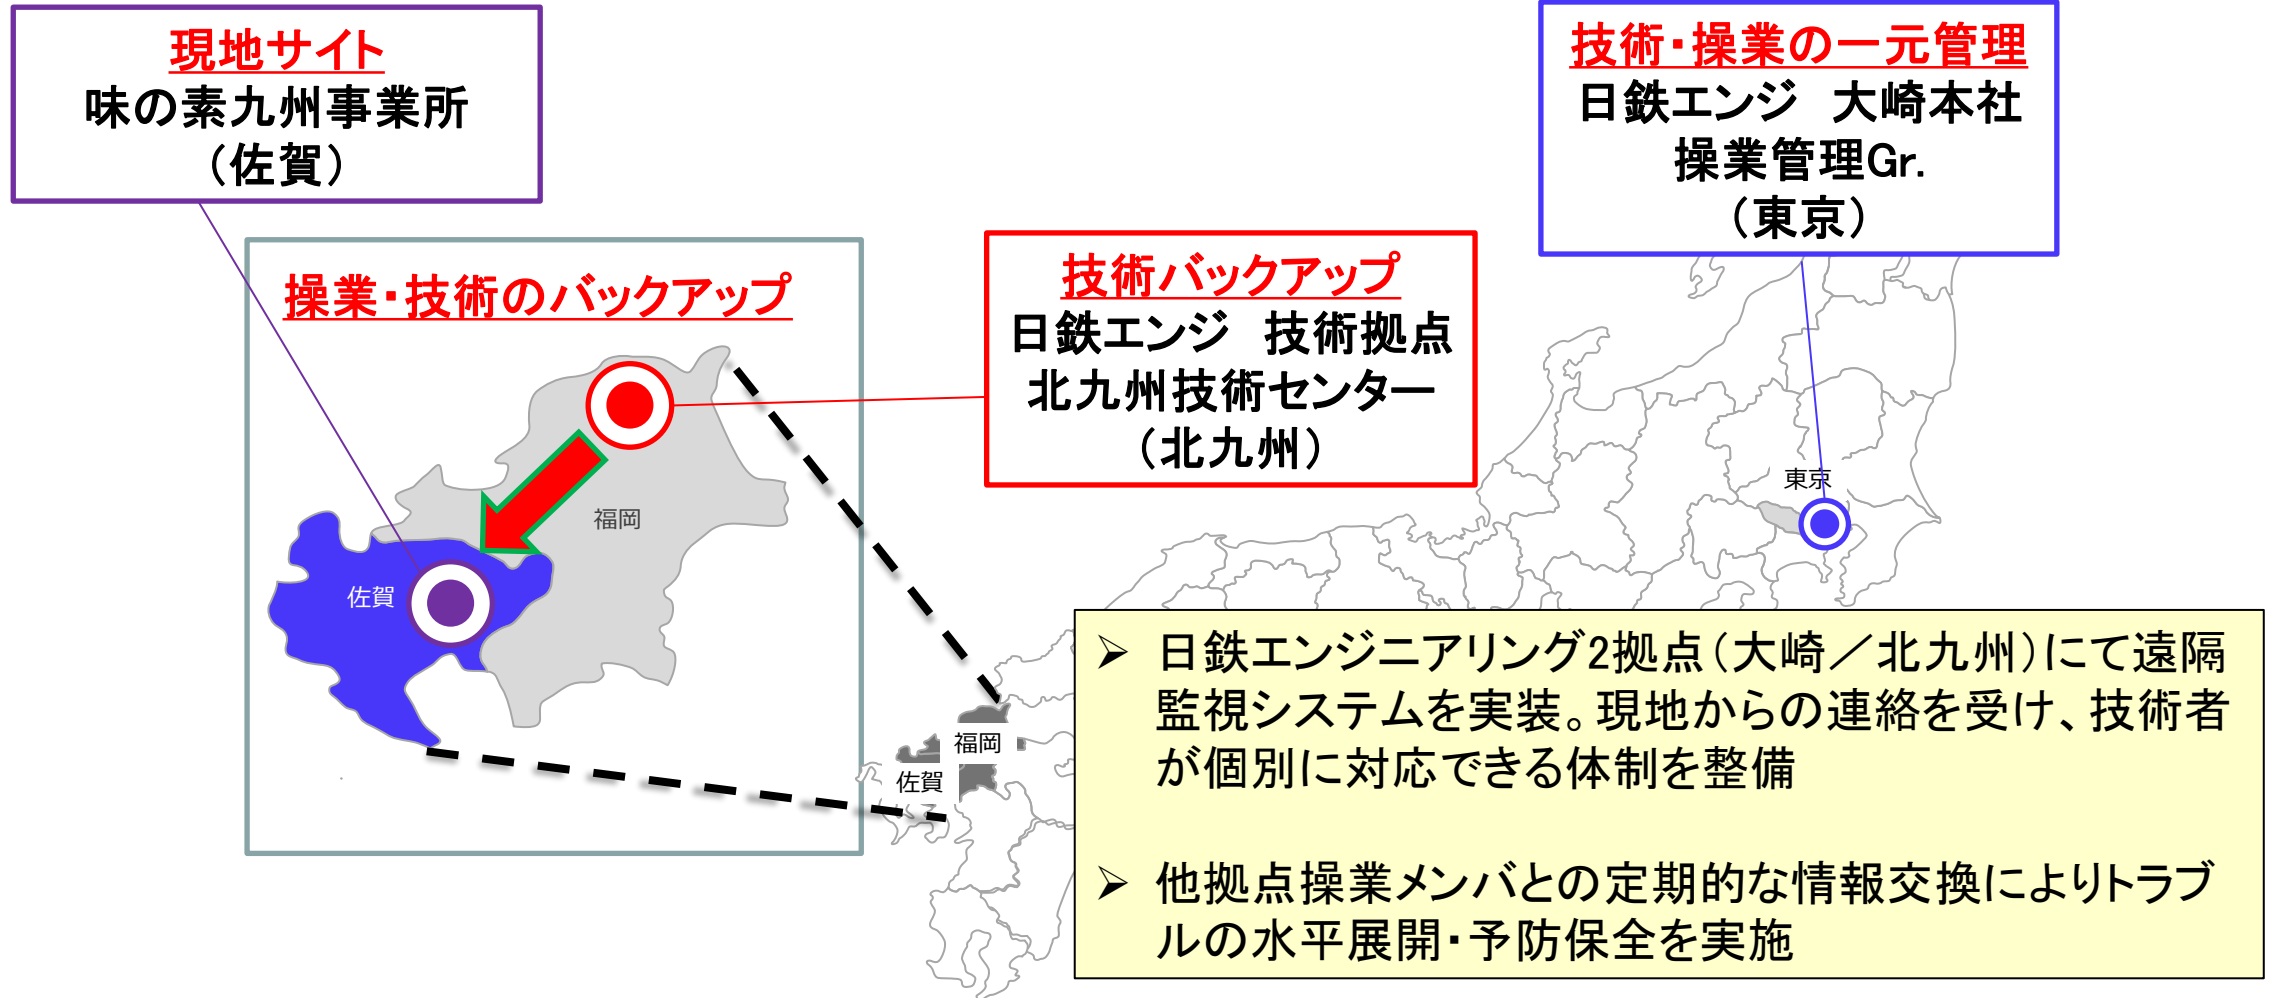 現地サイト
味の素九州事業所
（佐賀）
技術・操業の一元管理
日鉄エンジ　大崎本社
操業管理Gr.
（東京）
操業・技術のバックアップ
技術バックアップ
日鉄エンジ　技術拠点
北九州技術センター
（北九州）
福岡
佐賀
東京
福岡
佐賀
➢ 日鉄エンジニアリング2拠点（大崎／北九州）にて遠隔
監視システムを実装。現地からの連絡を受け、技術者
が個別に対応できる体制を整備
➢ 他拠点操業メンバとの定期的な情報交換によりトラブ
ルの水平展開・予防保全を実施